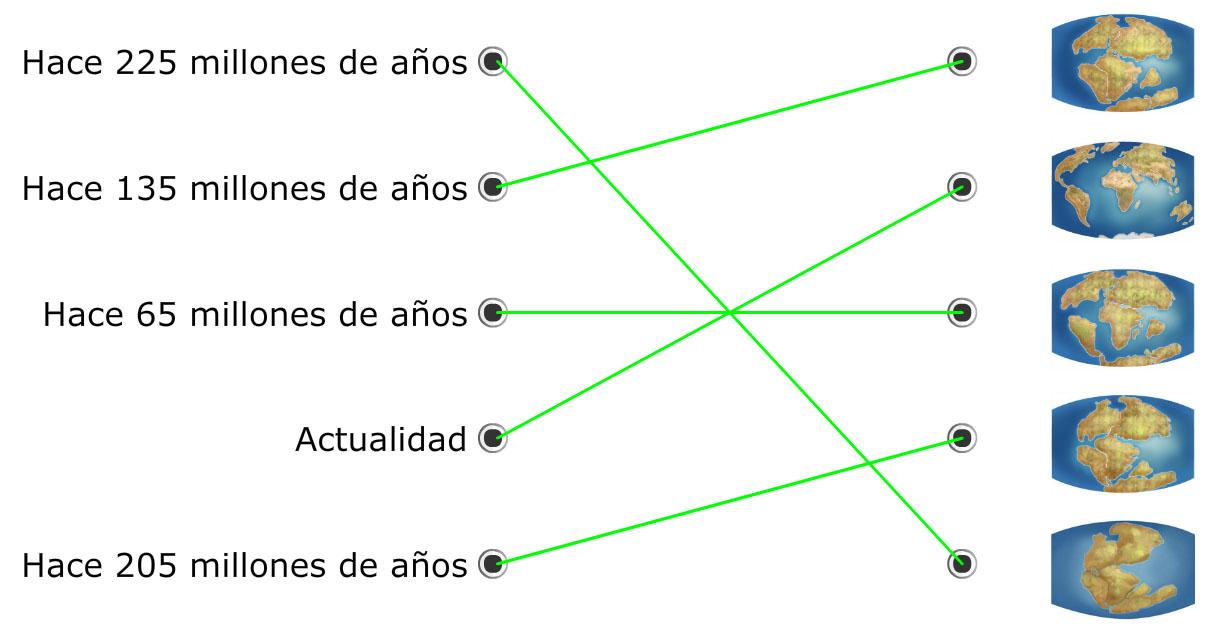 Hace 225 millones de años
Hace 135 millones de años
Hace 65 millones de años
Actualidad
Hace 205 millones de años